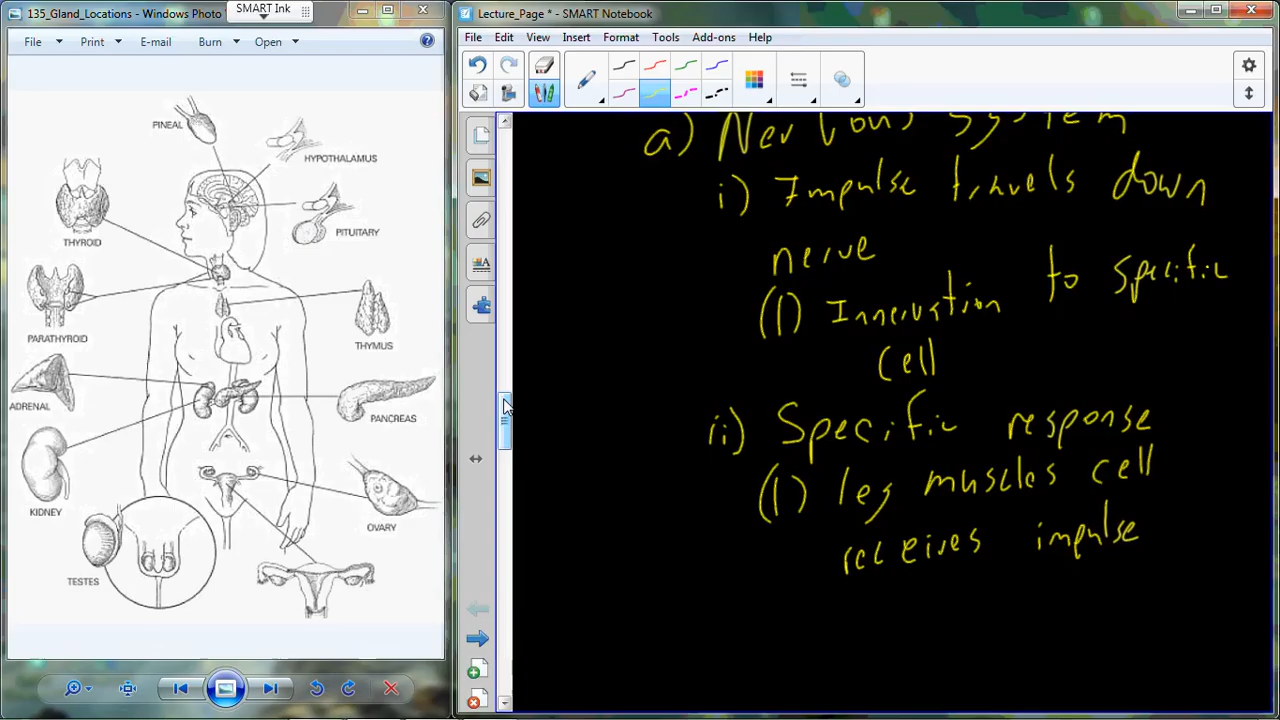 135_Gland_Locations - Windows Photo
SMART Ink
File Print E-mail Burn Open
PINEAL
HYPOTHALAMUS
THYROID
PITUITARY
PARATHYROID
THYMUS
ADRENAL
PANCREAS
KIDNEY
OVARY
TESTES
Lecture_Page * - SMART Notebook
File Edit View Insert Format Tools Add-ons Help
a) Nervous System
i) Impulse travels down
nerve
(1) Innervation to specific
cell
ii) Specific response
(1) leg muscles cell
receives impulse